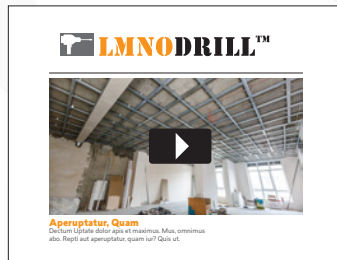 LMNODRILL™
Aperuptatur, Quam
Dectum Uptate dolor apis et maximus. Mus, omnimus
abo. Repti aut aperuptatur, quam iur? Quis ut.